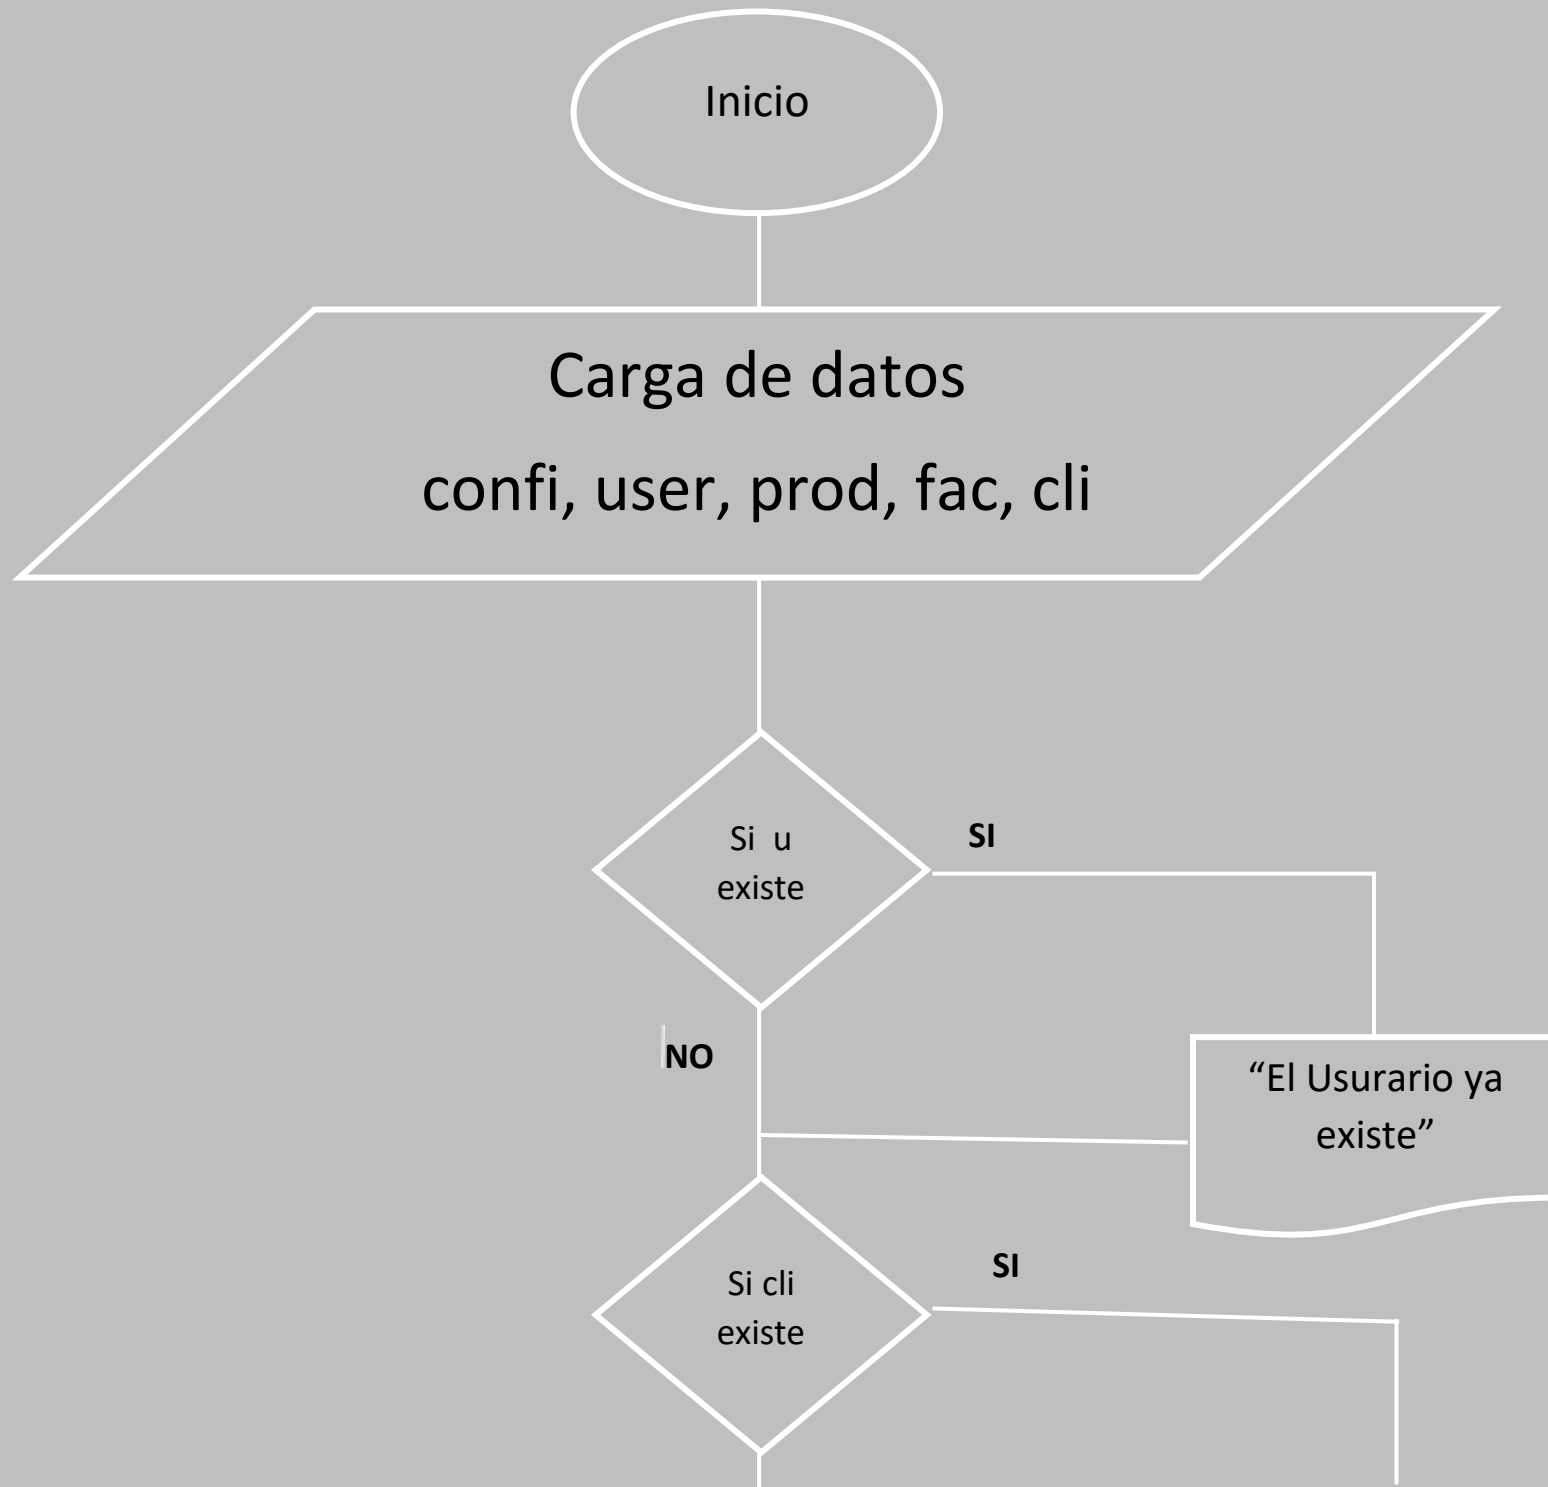 Inicio
Carga de datos
confi, user, prod, fac, cli
Si  u
existe
SI
NO
“El Usurario ya
existe”
Si cli
existe
SI